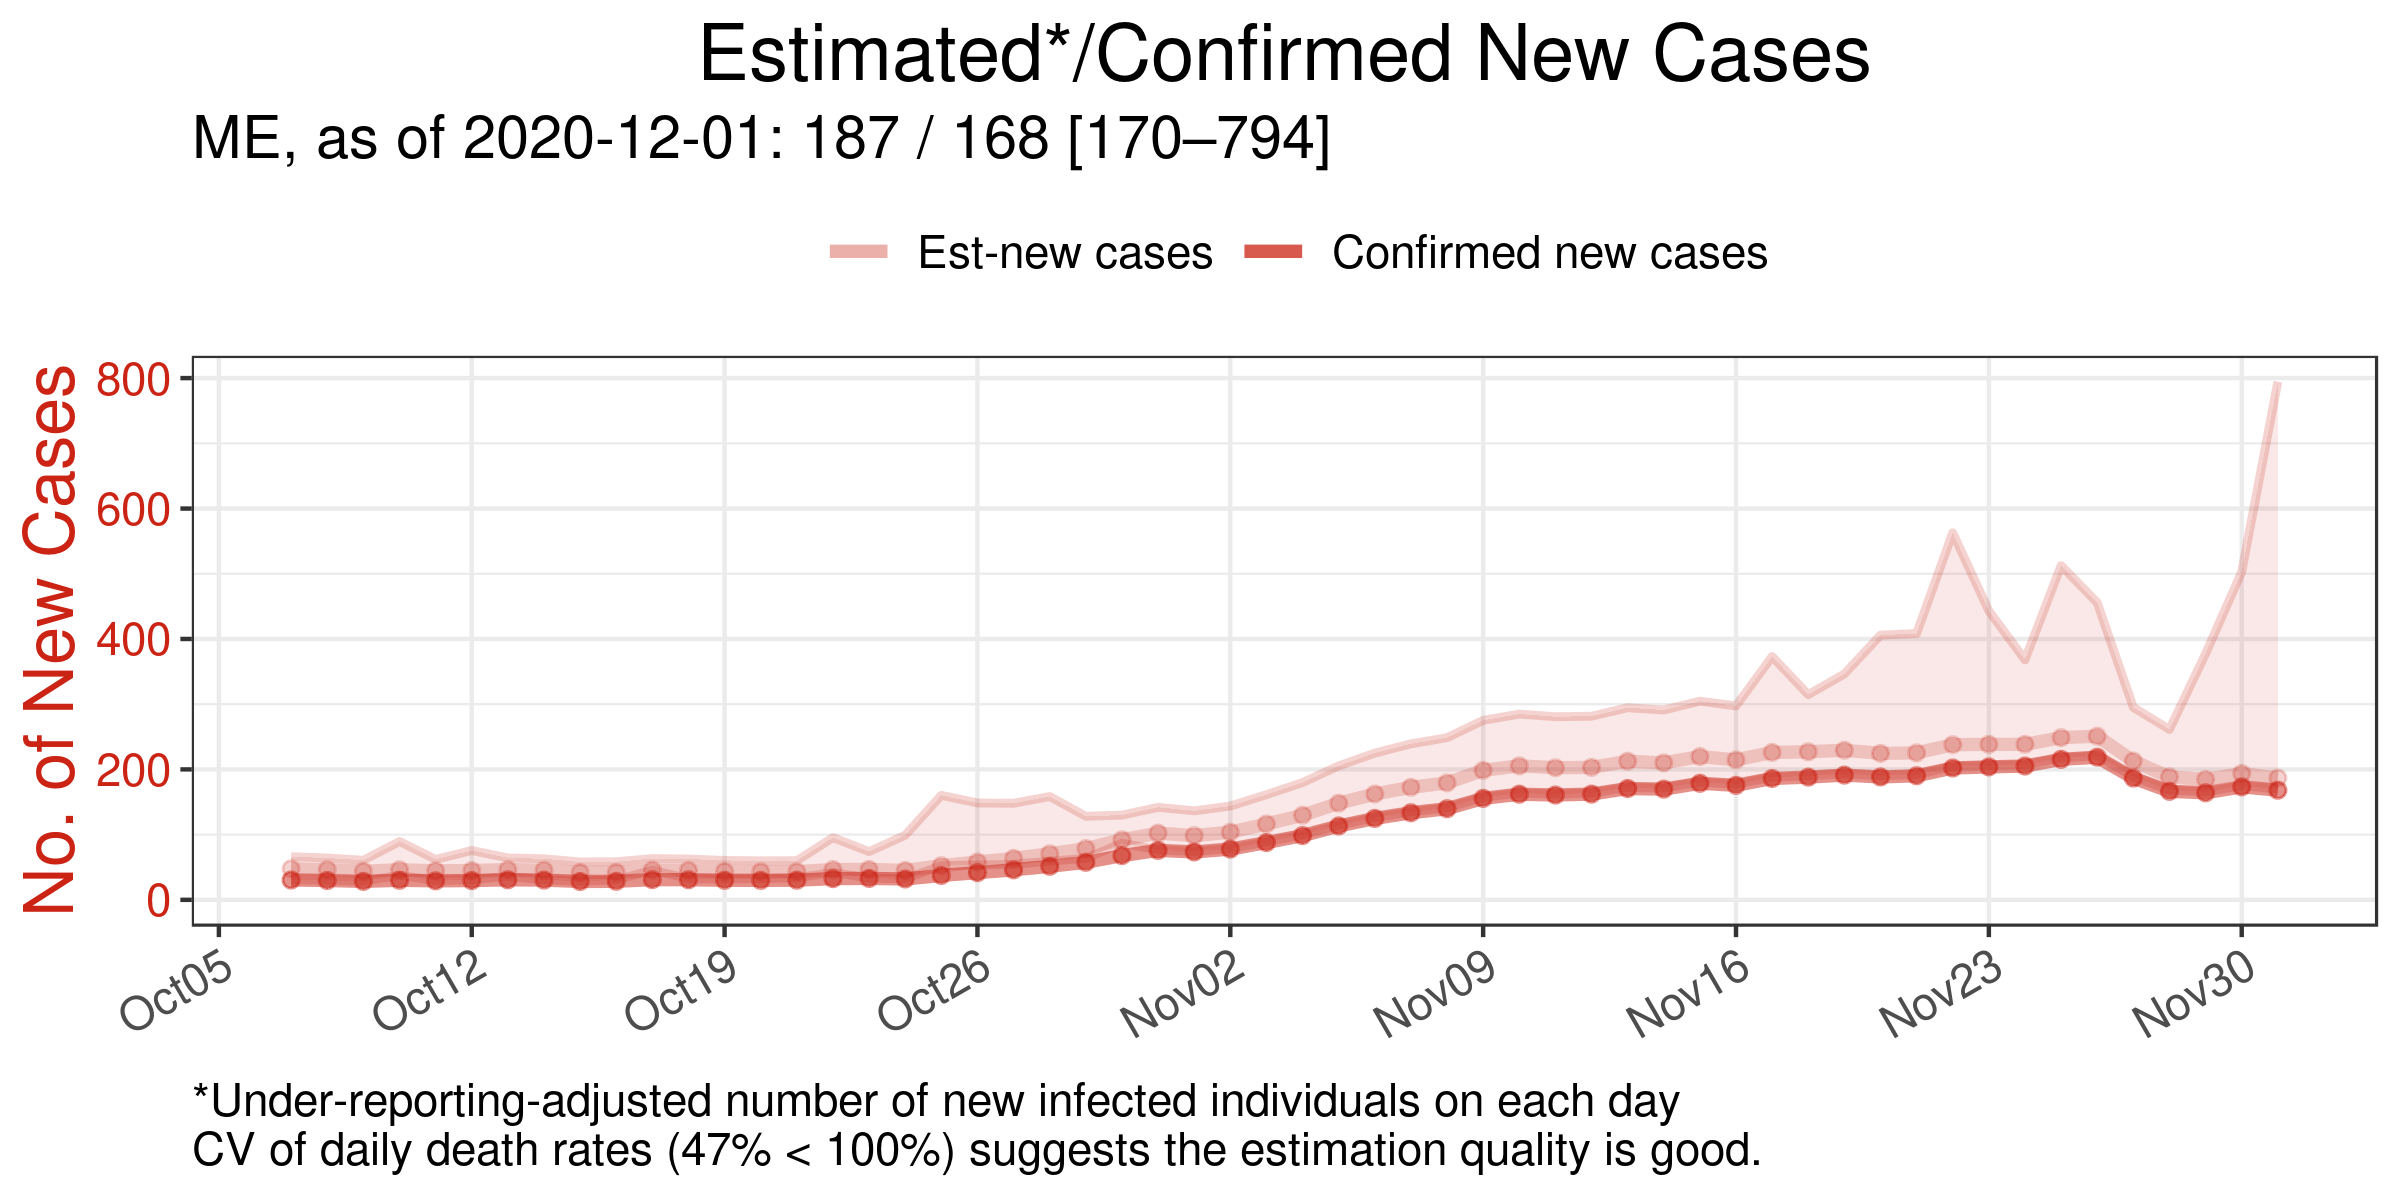 Estimated*/Confirmed New Cases
ME, as of 2020-12-01: 187 / 168 [170–794]
Est-new cases
Confirmed new cases
No. of New Cases
800
600
400
200
0
Oct05
Oct12
Oct19
Oct26
Nov02
Nov09
Nov16
Nov23
Nov30
*Under-reporting-adjusted number of new infected individuals on each day
CV of daily death rates (47% < 100%) suggests the estimation quality is good.